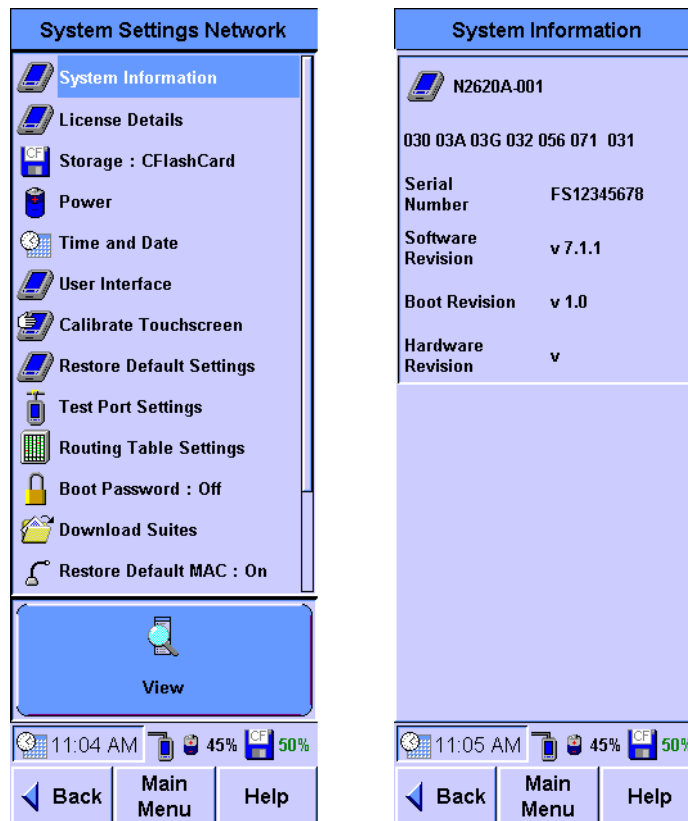 System Settings Network
System Information
License Details
CF
Storage : CFlashCard
Power
Time and Date
User Interface
Calibrate Touchscreen
Restore Default Settings
Test Port Settings
Routing Table Settings
Boot Password : Off
Download Suites
Restore Default MAC : On
View
11:04 AM 45% CF 50%
Back
Main
Menu
Help
System Information
N2620A-001
030 03A 03G 032 056 071 031
Serial
Number
FS12345678
Software
Revision
v 7.1.1
Boot Revision v 1.0
Hardware
Revision
v
11:05 AM 45% CF 50%
Back
Main
Menu
Help